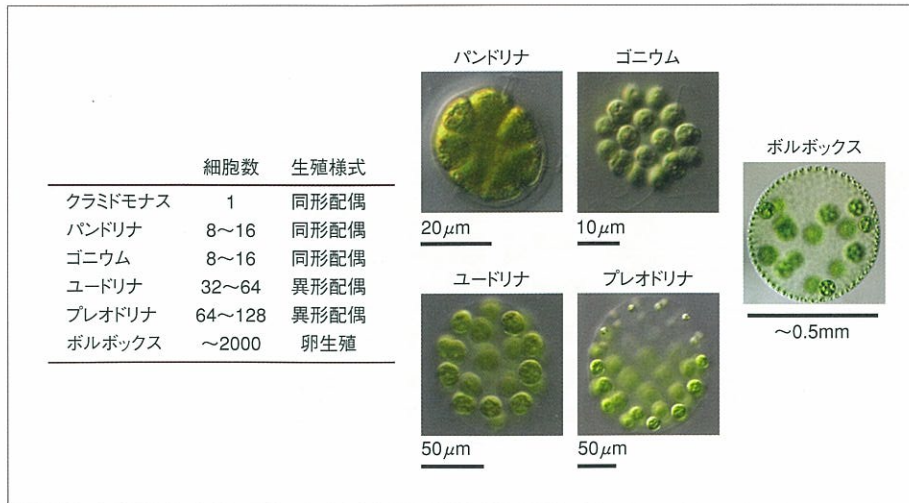 細胞数 生殖様式
クラミドモナス 1 同形配偶
パンドリナ 8〜16 同形配偶
ゴニウム 8〜16 同形配偶
ユードリナ 32〜64 異形配偶
プレオドリナ 64〜128 異形配偶
ボルボックス 〜2000 卵生殖
パンドリナ
20μm
ゴニウム
10μm
ユードリナ
50μm
プレオドリナ
50μm
ボルボックス
〜0.5mm